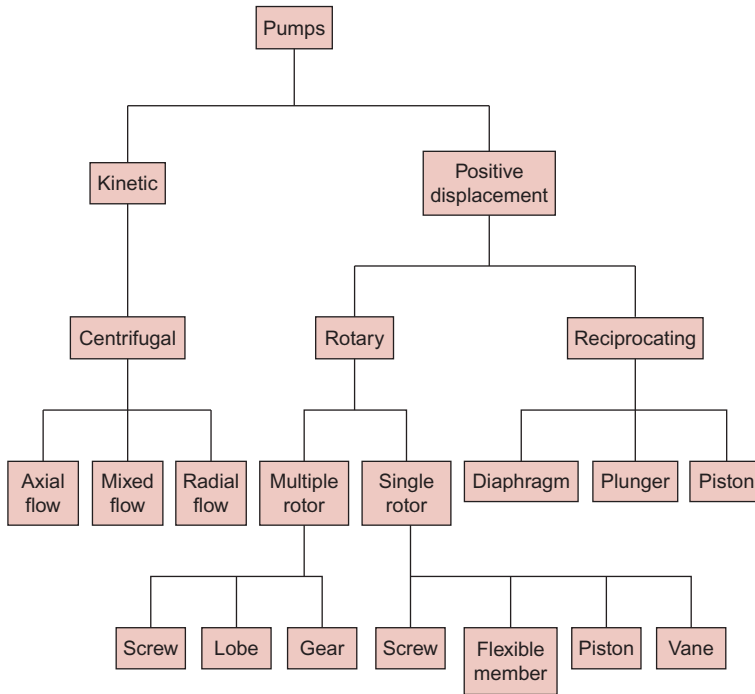 Pumps
Kinetic
Positive
displacement
Centrifugal
Rotary
Reciprocating
Axial
flow
Mixed
flow
Radial
flow
Multiple
rotor
Single
rotor
Diaphragm
Plunger
Piston
Screw
Lobe
Gear
Screw
Flexible
member
Piston
Vane